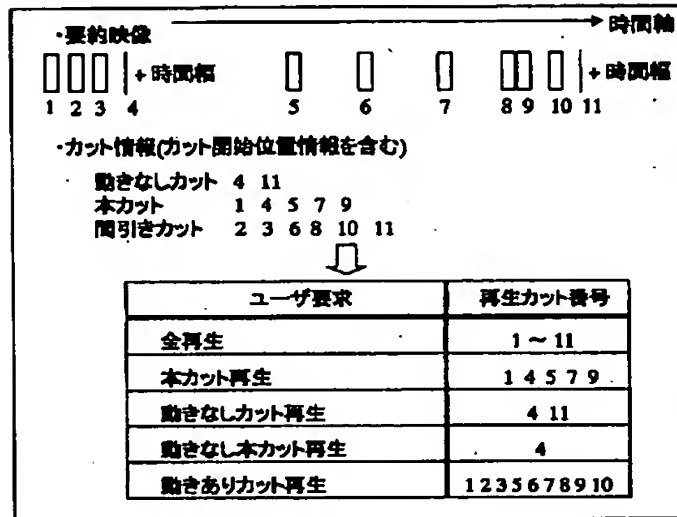 ・要約映像
時間軸
+時間幅 +時間幅
1 2 3 4 5 6 7 8 9 10 11
・カット情報(カット開始位置情報を含む)
動きなしカット 4 11
本カット 1 4 5 7 9
間引きカット 2 3 6 8 10 11
ユーザ要求 再生カット番号
全再生 1～11
本カット再生 1 4 5 7 9
動きなしカット再生 4 11
動きなし本カット再生 4
動きありカット再生 1 2 3 5 6 7 8 9 10